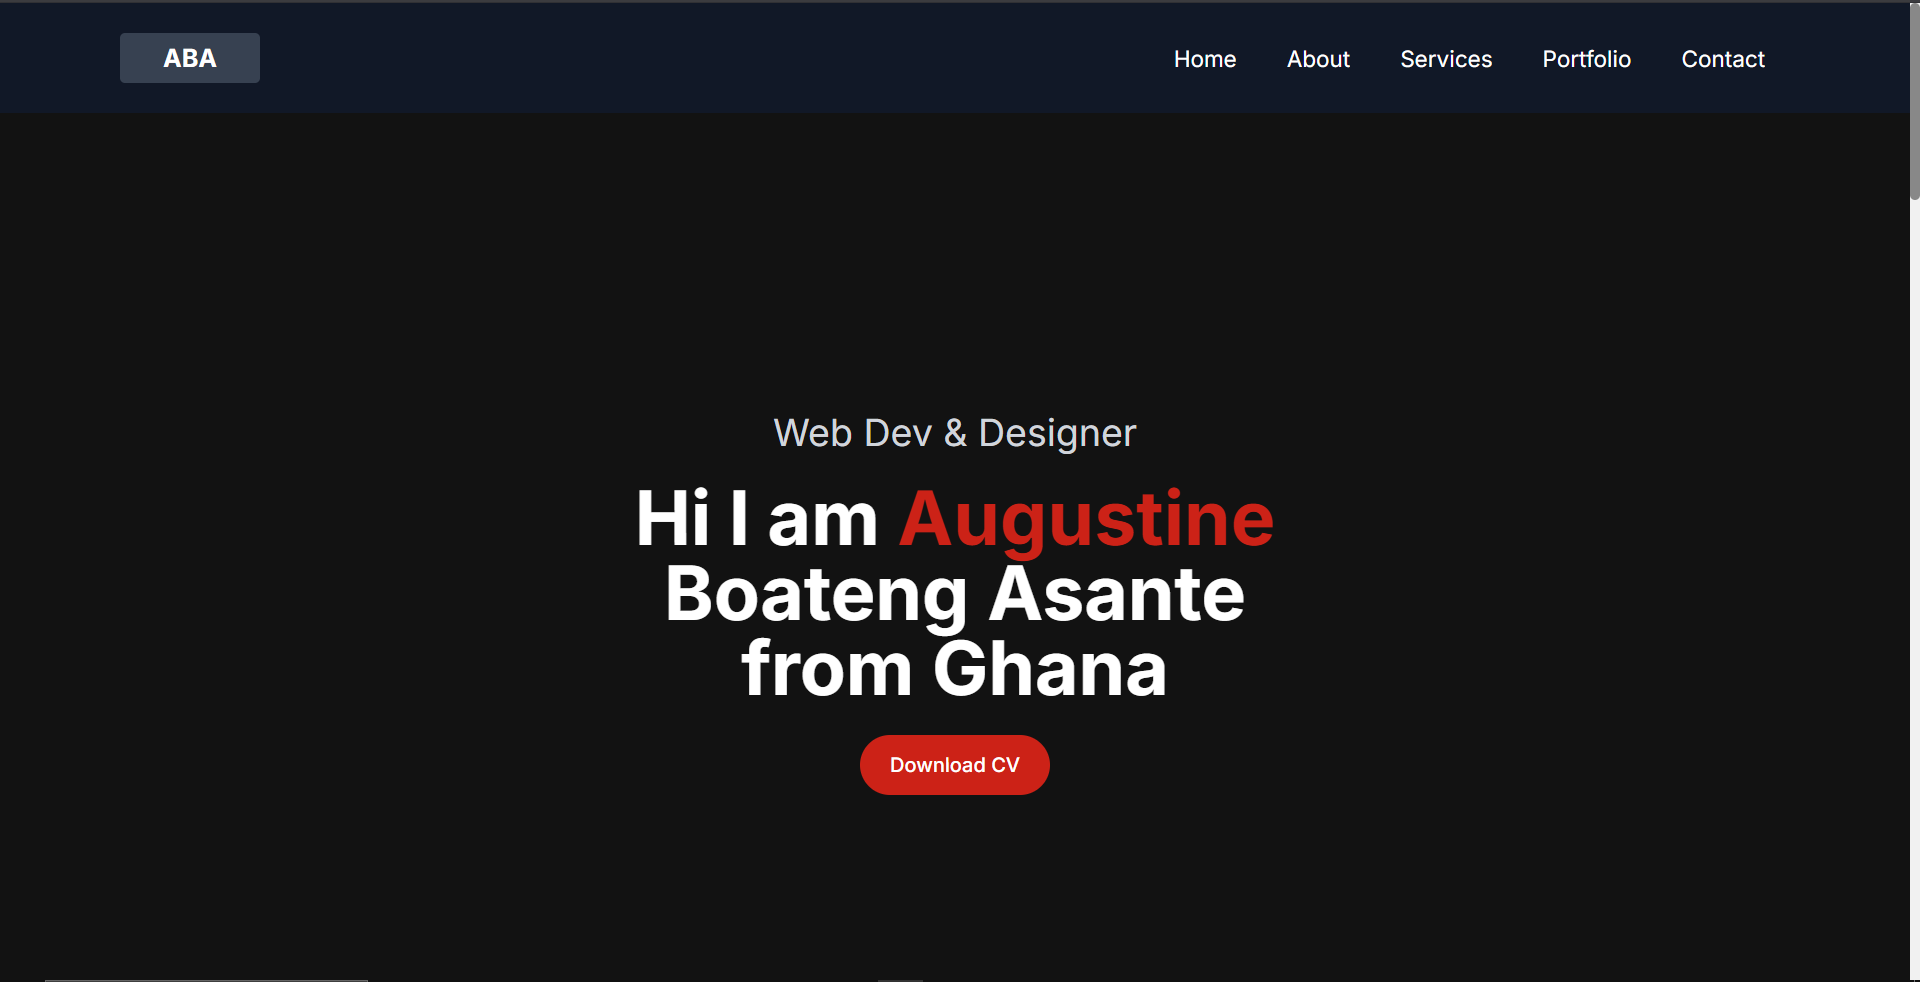 ABA
Home About Services Portfolio Contact
Web Dev & Designer
Hi I am Augustine
Boateng Asante
from Ghana
Download CV